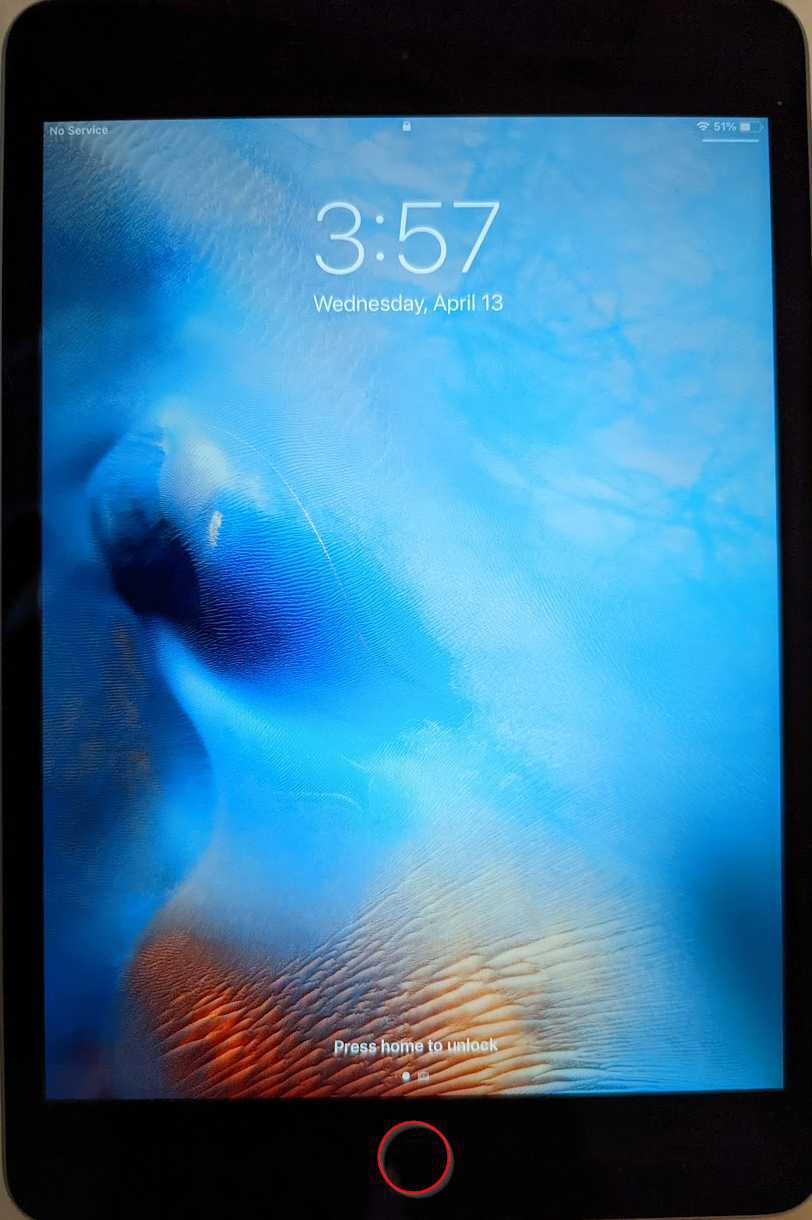 No Service
51%
3:57
Wednesday, April 13
Press home to unlock